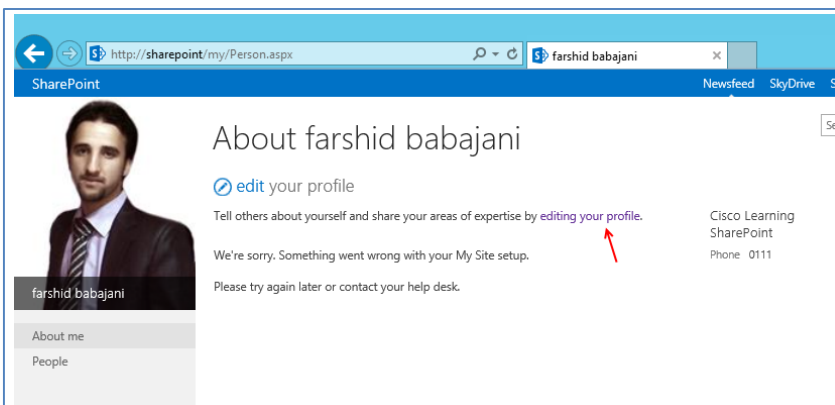 http://sharepoint/my/Person.aspx
farshid babajani
SharePoint
Newsfeed SkyDrive S
Se
About farshid babajani
edit your profile
Tell others about yourself and share your areas of expertise by editing your profile.
Cisco Learning
SharePoint
We're sorry. Something went wrong with your My Site setup.
Phone 0111
Please try again later or contact your help desk.
farshid babajani
About me
People